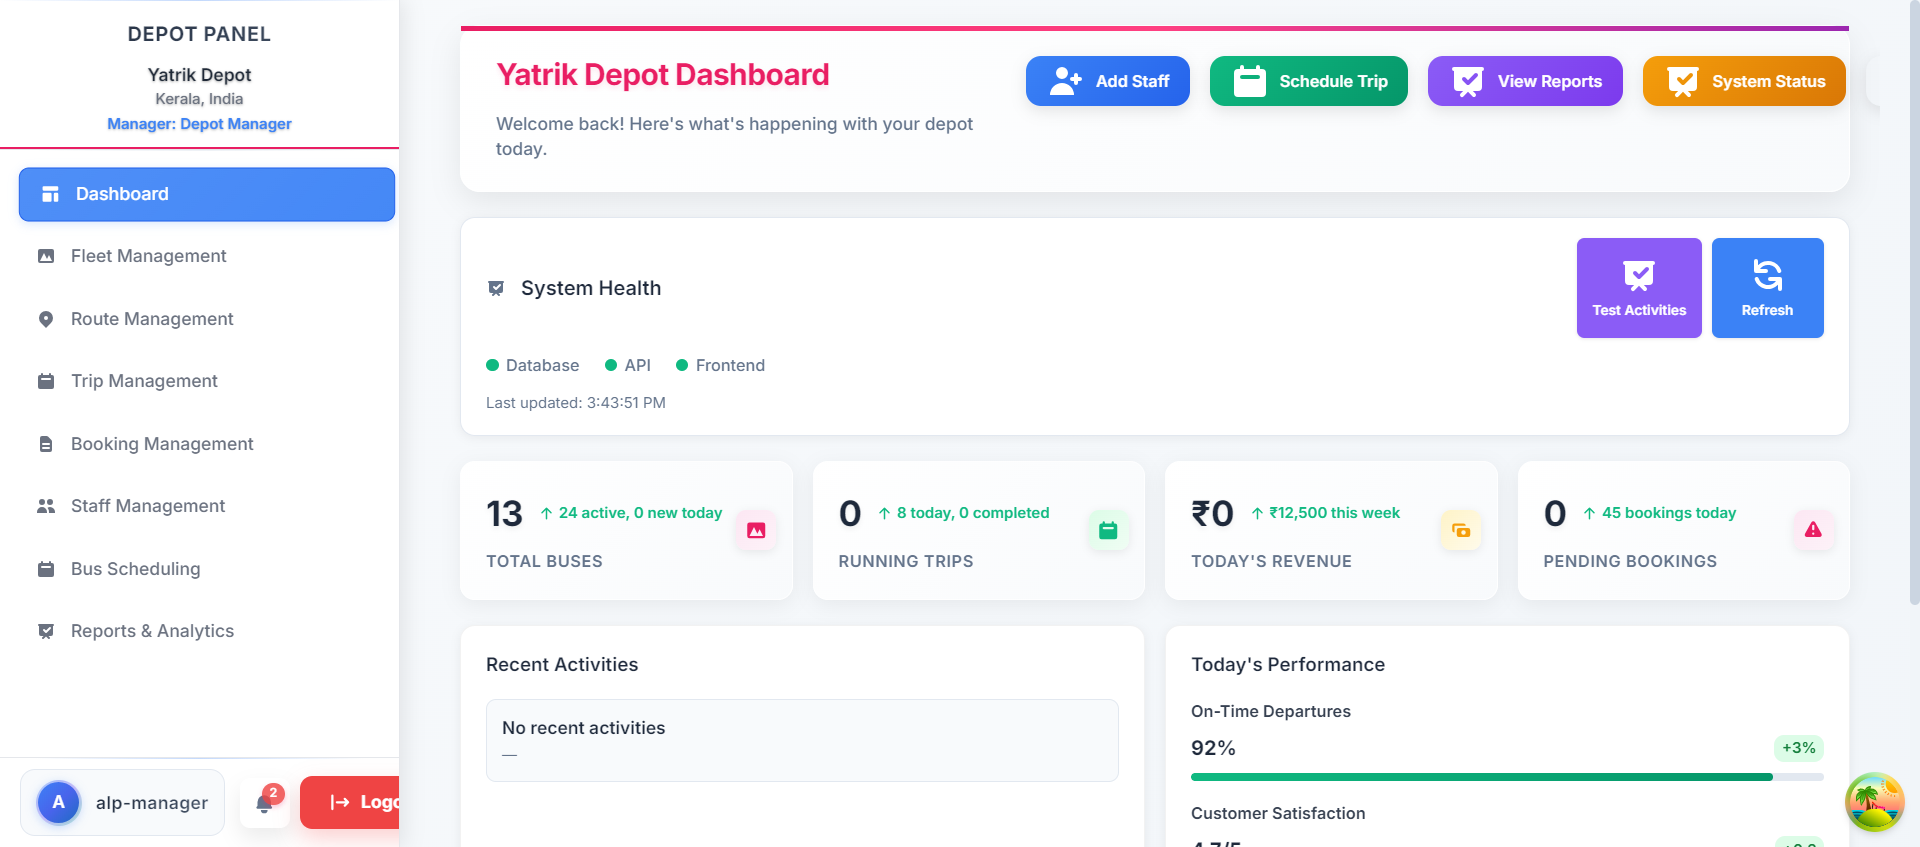 DEPOT PANEL
Yatrik Depot
Kerala, India
Manager: Depot Manager
Dashboard
Fleet Management
Route Management
Trip Management
Booking Management
Staff Management
Bus Scheduling
Reports & Analytics
A
alp-manager
2
Yatrik Depot Dashboard
Welcome back! Here's what's happening with your depot
today.
Add Staff
Schedule Trip
View Reports
System Status
System Health
Test Activities
Refresh
Database
API
Frontend
Last updated: 3:43:51 PM
13
↑ 24 active, 0 new today
TOTAL BUSES
0
↑ 8 today, 0 completed
RUNNING TRIPS
₹0
↑ ₹12,500 this week
TODAY'S REVENUE
0
↑ 45 bookings today
PENDING BOOKINGS
Recent Activities
No recent activities
—
Today's Performance
On-Time Departures
92%
+3%
Customer Satisfaction